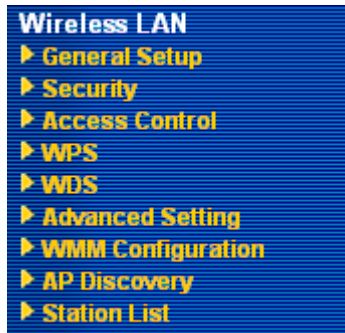 Wireless LAN
General Setup
Security
Access Control
WPS
WDS
Advanced Setting
WMM Configuration
AP Discovery
Station List